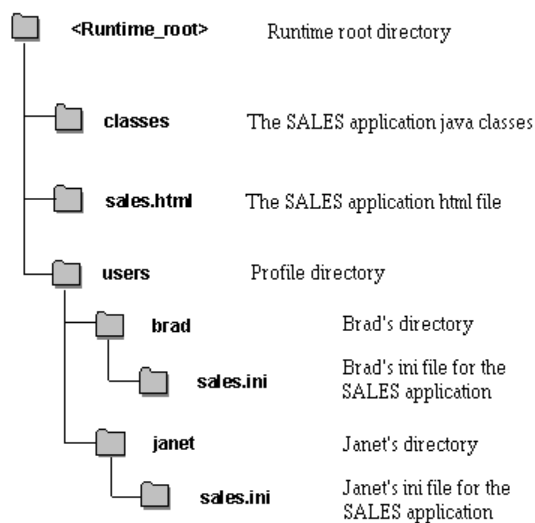 <Runtime_root> Runtime root directory
classes The SALES application java classes
sales.html The SALES application html file
users Profile directory
brad Brad's directory
sales.ini Brad's ini file for the
SALES application
janet Janet's directory
sales.ini Janet's ini file for the
SALES application